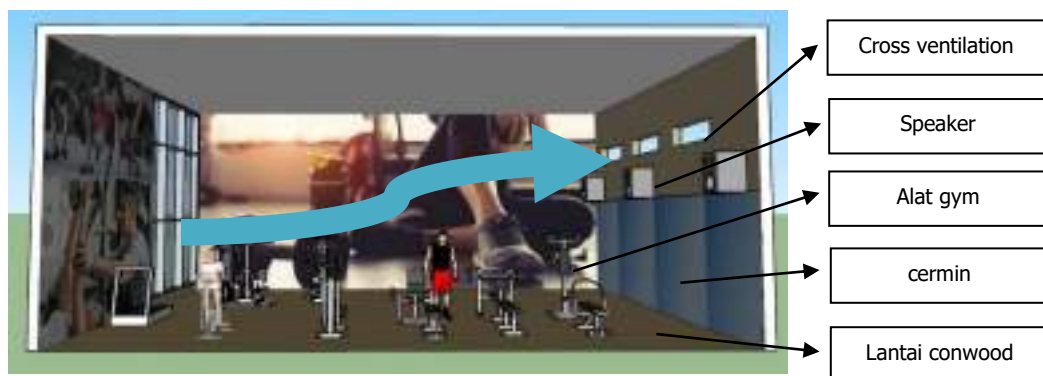 Cross ventilation
Speaker
Alat gym
cermin
Lantai conwood